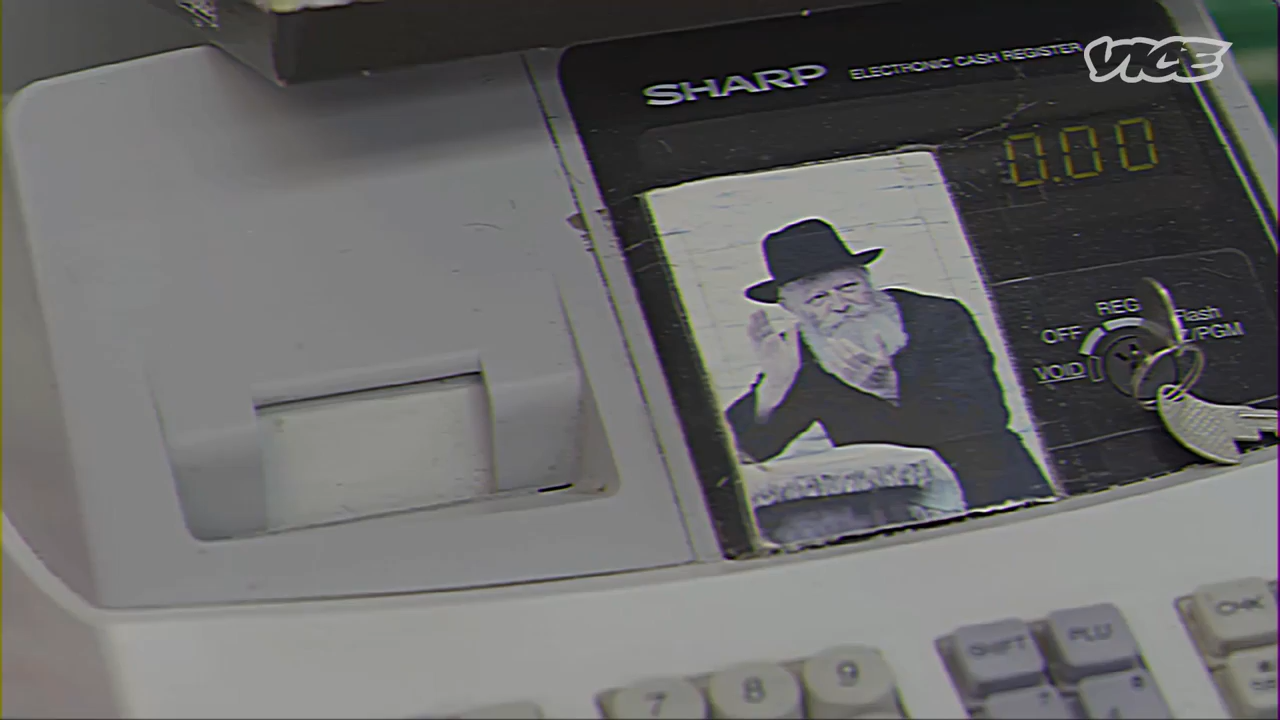 VICE
SHARP ELECTRONIC CASH REGISTER
0.00
REG
OFF
Flash
/PGM
VOID
SHIFT PLU CHK
7 8 9